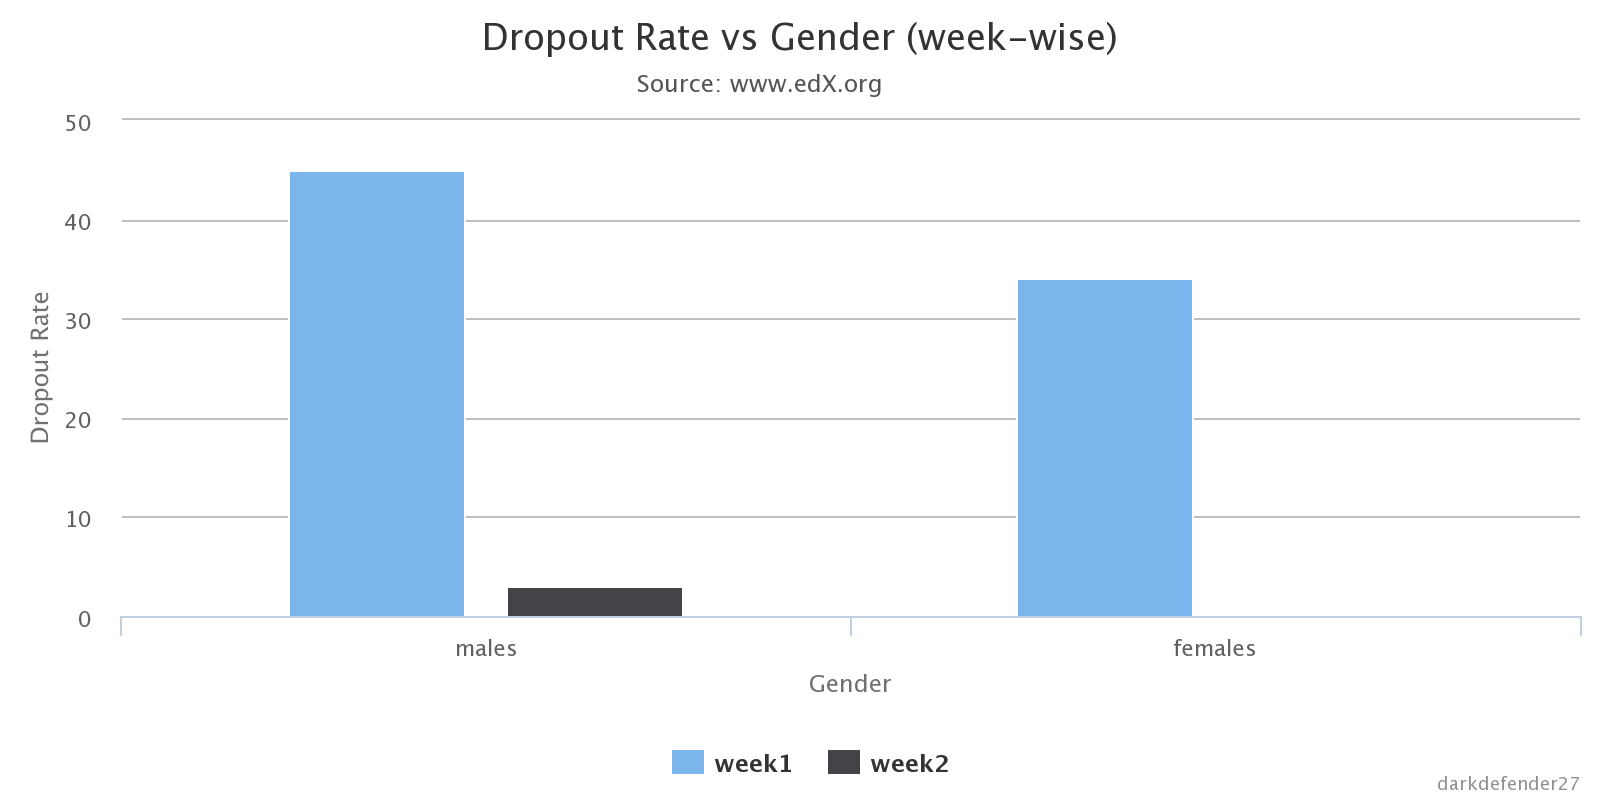 Dropout Rate vs Gender (week-wise)
Source: www.edX.org
50
40
30
20
10
0
Dropout Rate
males
females
Gender
week1
week2
darkdefender27